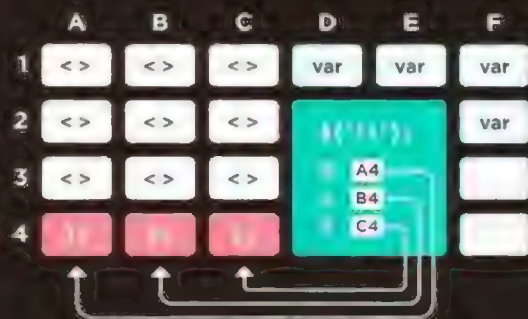 A B C D E F
1 < > < > < > var var var
2 < > < > < > var
3 < > < > < > A4
B4
4 C4